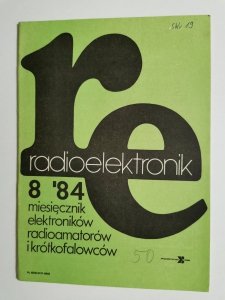 re
radioelektronik
8 '84
miesięcznik
elektroników
radioamatorów
i krótkofalowców
50